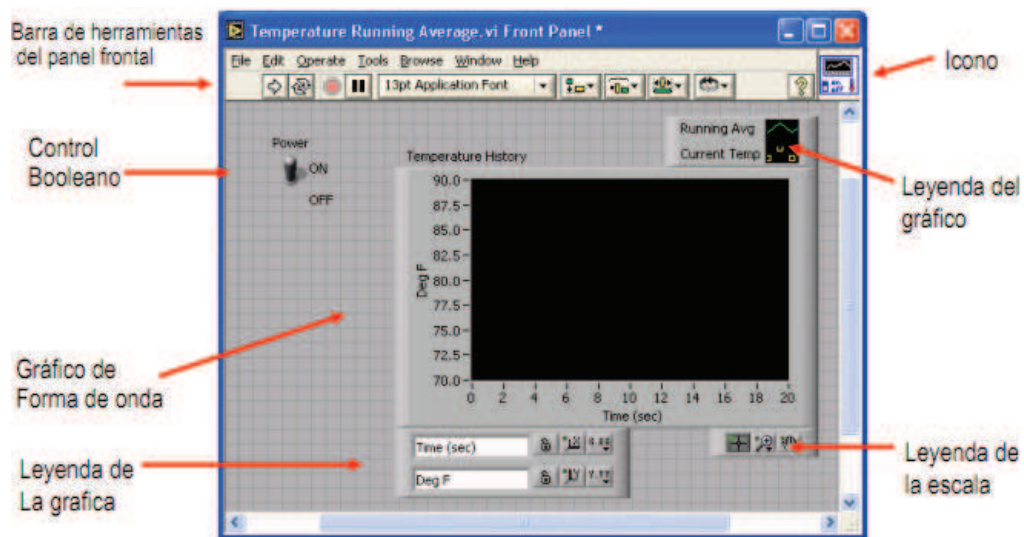 Barra de herramientas
del panel frontal
Temperature Running Average.vi Front Panel *
File Edit Operate Tools Browse Window Help
13pt Application Font
?
Icono
Control
Booleano
Power
ON
OFF
Running Avg
Current Temp
Leyenda del
gráfico
Temperature History
90.0
87.5
85.0
82.5
80.0
77.5
75.0
72.5
70.0
Deg F
0 2 4 6 8 10 12 14 16 18 20
Time (sec)
Gráfico de
Forma de onda
Leyenda de
La grafica
Time (sec)
Deg F
Leyenda de
la escala